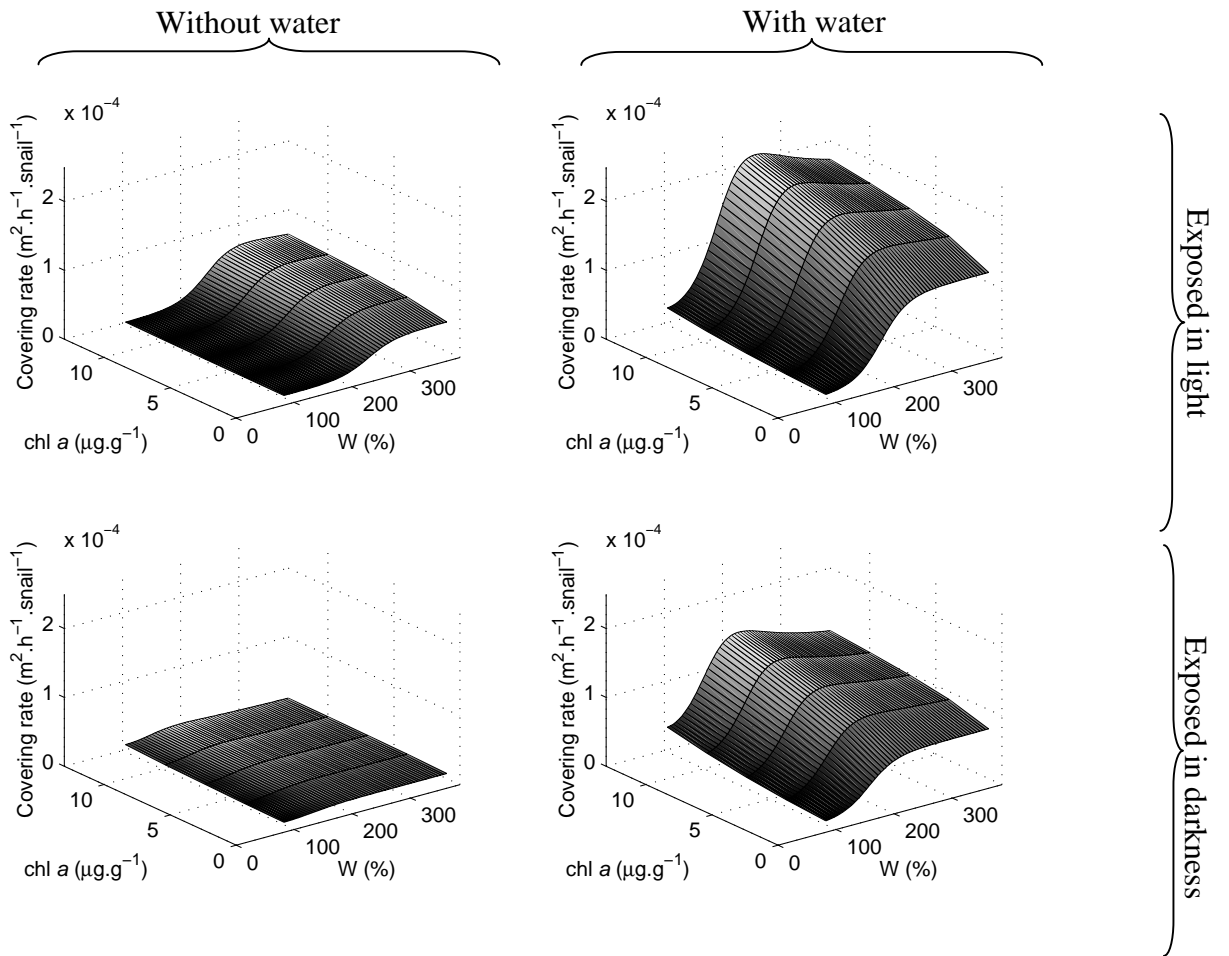 Without water
With water
x 10⁻⁴
Covering rate (m².h⁻¹.snail⁻¹)
2
1
0
10
5
0
chl a (µg.g⁻¹)
0
100
200
300
W (%)
x 10⁻⁴
Covering rate (m².h⁻¹.snail⁻¹)
2
1
0
10
5
0
chl a (µg.g⁻¹)
0
100
200
300
W (%)
Exposed in light
x 10⁻⁴
Covering rate (m².h⁻¹.snail⁻¹)
2
1
0
10
5
0
chl a (µg.g⁻¹)
0
100
200
300
W (%)
x 10⁻⁴
Covering rate (m².h⁻¹.snail⁻¹)
2
1
0
10
5
0
chl a (µg.g⁻¹)
0
100
200
300
W (%)
Exposed in darkness